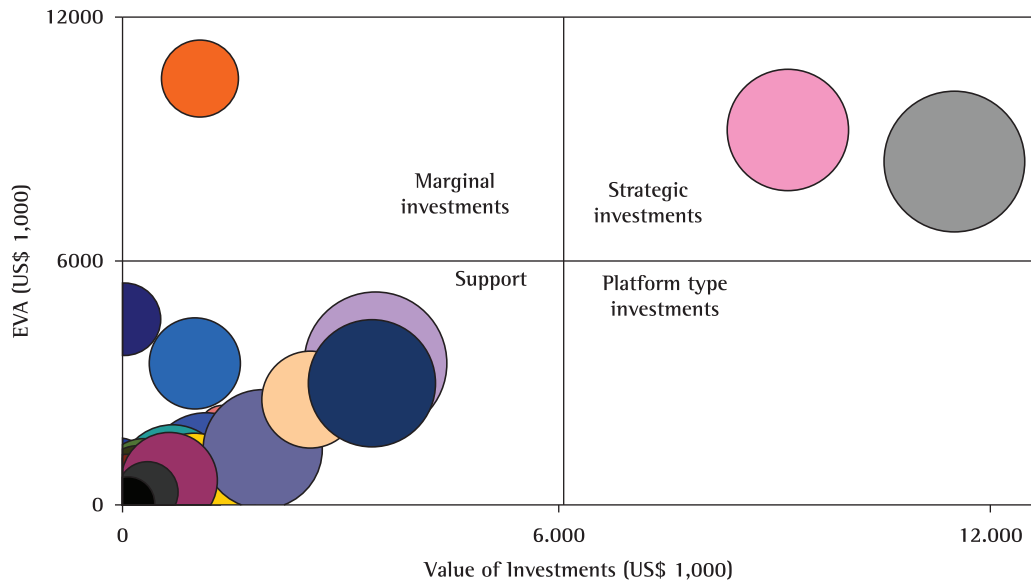 12000
Marginal
investments
Strategic
investments
EVA (US$ 1,000)
6000
Support
Platform type
investments
0
0
6.000
12.000
Value of Investments (US$ 1,000)